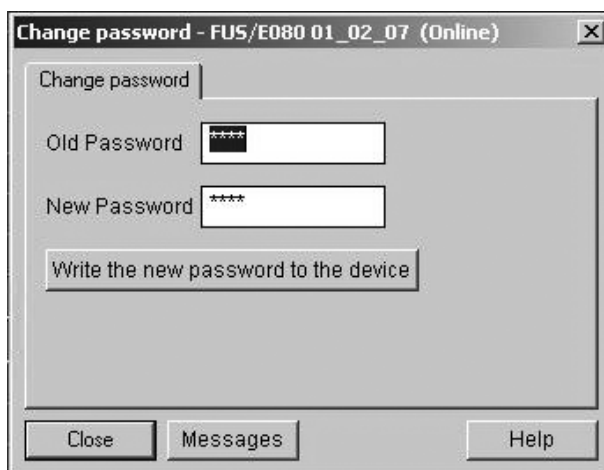 Change password - FUS/E080 01_02_07 (Online)
Change password
Old Password ****
New Password ****
Write the new password to the device
Close Messages Help